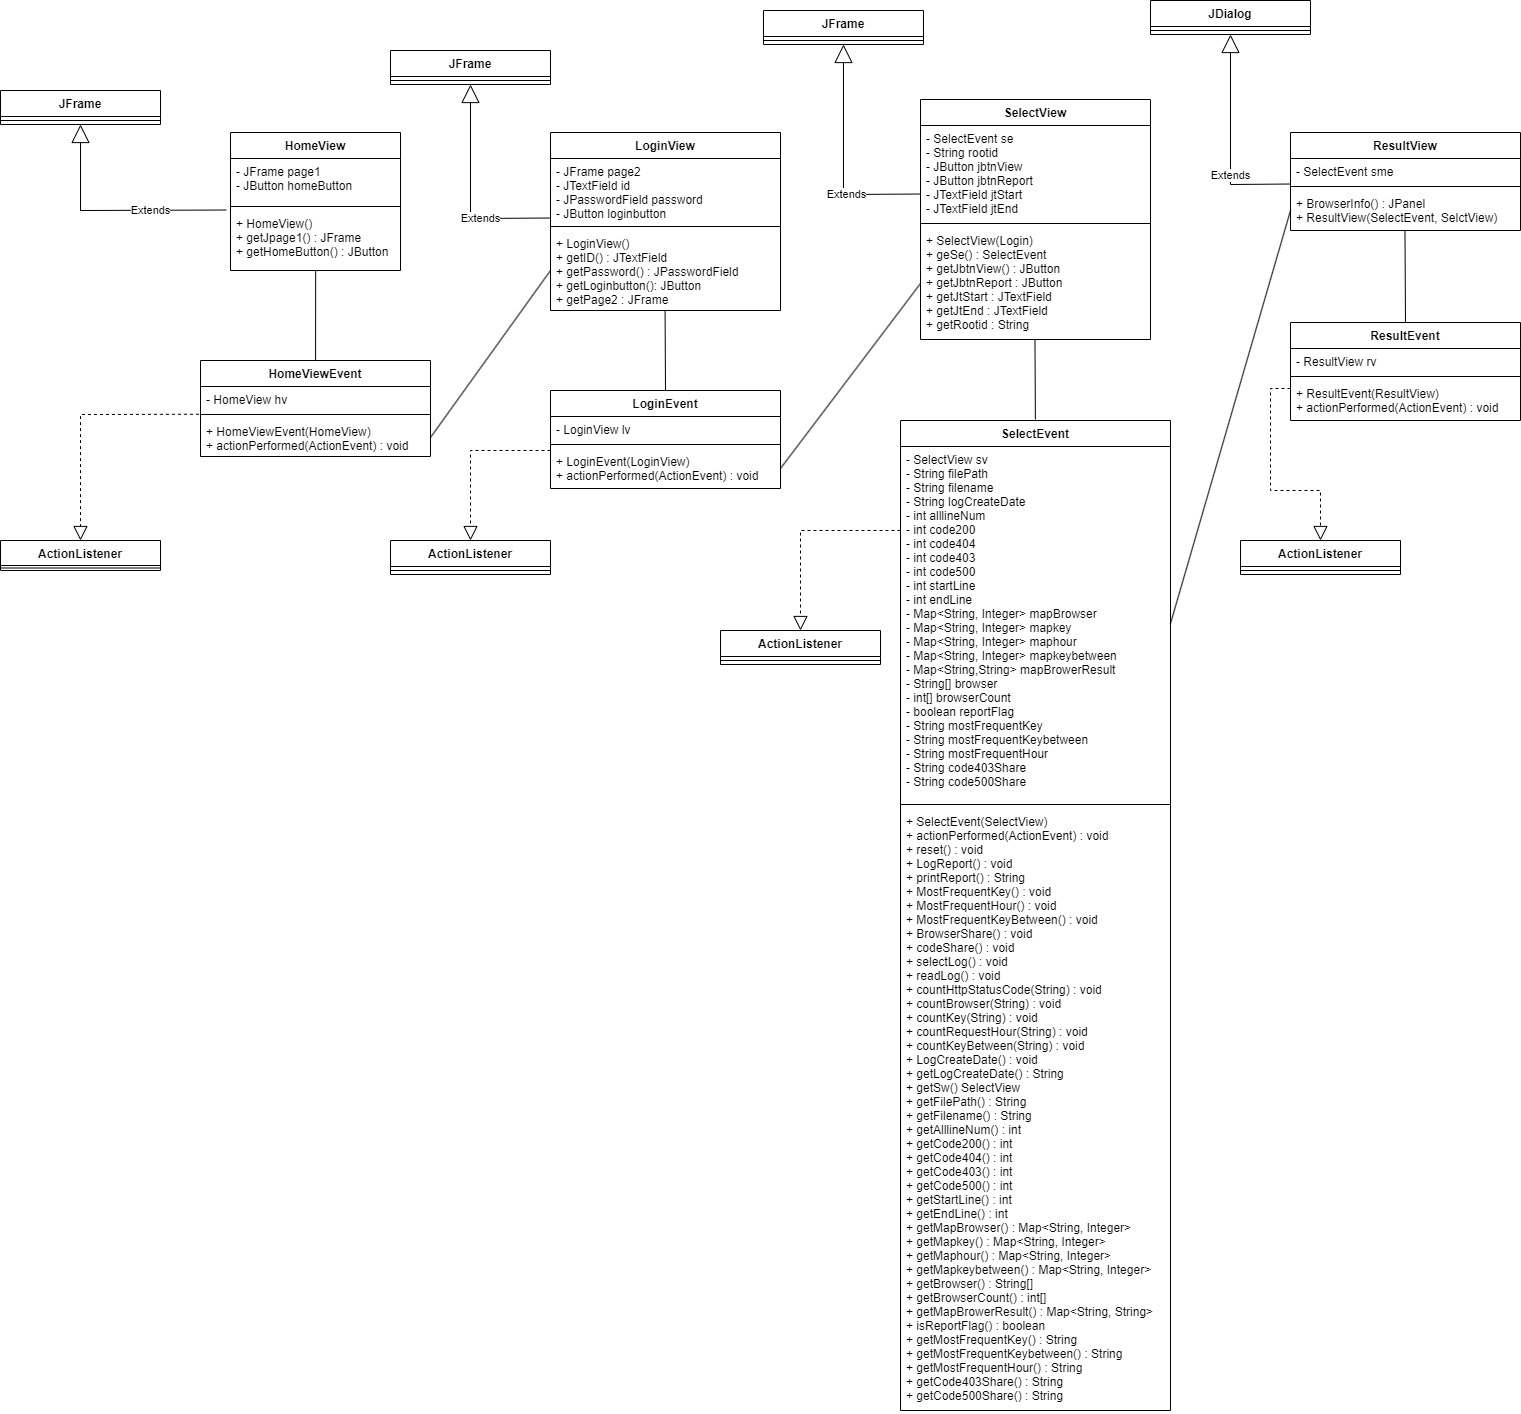 JFrame
Extends
HomeView
- JFrame page1
- JButton homeButton
+ HomeView()
+ getJpage1() : JFrame
+ getHomeButton() : JButton
HomeViewEvent
- HomeView hv
+ HomeViewEvent(HomeView)
+ actionPerformed(ActionEvent) : void
ActionListener
JFrame
Extends
LoginView
- JFrame page2
- JTextField id
- JPasswordField password
- JButton loginbutton
+ LoginView()
+ getID() : JTextField
+ getPassword() : JPasswordField
+ getLoginbutton(): JButton
+ getPage2 : JFrame
LoginEvent
- LoginView lv
+ LoginEvent(LoginView)
+ actionPerformed(ActionEvent) : void
ActionListener
JFrame
Extends
SelectView
- SelectEvent se
- String rootid
- JButton jbtnView
- JButton jbtnReport
- JTextField jtStart
- JTextField jtEnd
+ SelectView(Login)
+ geSe() : SelectEvent
+ getJbtnView() : JButton
+ getJbtnReport : JButton
+ getJtStart : JTextField
+ getJtEnd : JTextField
+ getRootid : String
SelectEvent
- SelectView sv
- String filePath
- String filename
- String logCreateDate
- int alllineNum
- int code200
- int code404
- int code403
- int code500
- int startLine
- int endLine
- Map<String, Integer> mapBrowser
- Map<String, Integer> mapkey
- Map<String, Integer> maphour
- Map<String, Integer> mapkeybetween
- Map<String,String> mapBrowerResult
- String[] browser
- int[] browserCount
- boolean reportFlag
- String mostFrequentKey
- String mostFrequentKeybetween
- String mostFrequentHour
- String code403Share
- String code500Share
+ SelectEvent(SelectView)
+ actionPerformed(ActionEvent) : void
+ reset() : void
+ LogReport() : void
+ printReport() : String
+ MostFrequentKey() : void
+ MostFrequentHour() : void
+ MostFrequentKeyBetween() : void
+ BrowserShare() : void
+ codeShare() : void
+ selectLog() : void
+ readLog() : void
+ countHttpStatusCode(String) : void
+ countBrowser(String) : void
+ countKey(String) : void
+ countRequestHour(String) : void
+ countKeyBetween(String) : void
+ LogCreateDate() : void
+ getLogCreateDate() : String
+ getSw() SelectView
+ getFilePath() : String
+ getFilename() : String
+ getAlllineNum() : int
+ getCode200() : int
+ getCode404() : int
+ getCode403() : int
+ getCode500() : int
+ getStartLine() : int
+ getEndLine() : int
+ getMapBrowser() : Map<String, Integer>
+ getMapkey() : Map<String, Integer>
+ getMaphour() : Map<String, Integer>
+ getMapkeybetween() : Map<String, Integer>
+ getBrowser() : String[]
+ getBrowserCount() : int[]
+ getMapBrowerResult() : Map<String, String>
+ isReportFlag() : boolean
+ getMostFrequentKey() : String
+ getMostFrequentKeybetween() : String
+ getMostFrequentHour() : String
+ getCode403Share() : String
+ getCode500Share() : String
ActionListener
JDialog
Extends
ResultView
- SelectEvent sme
+ BrowserInfo() : JPanel
+ ResultView(SelectEvent, SelctView)
ResultEvent
- ResultView rv
+ ResultEvent(ResultView)
+ actionPerformed(ActionEvent) : void
ActionListener